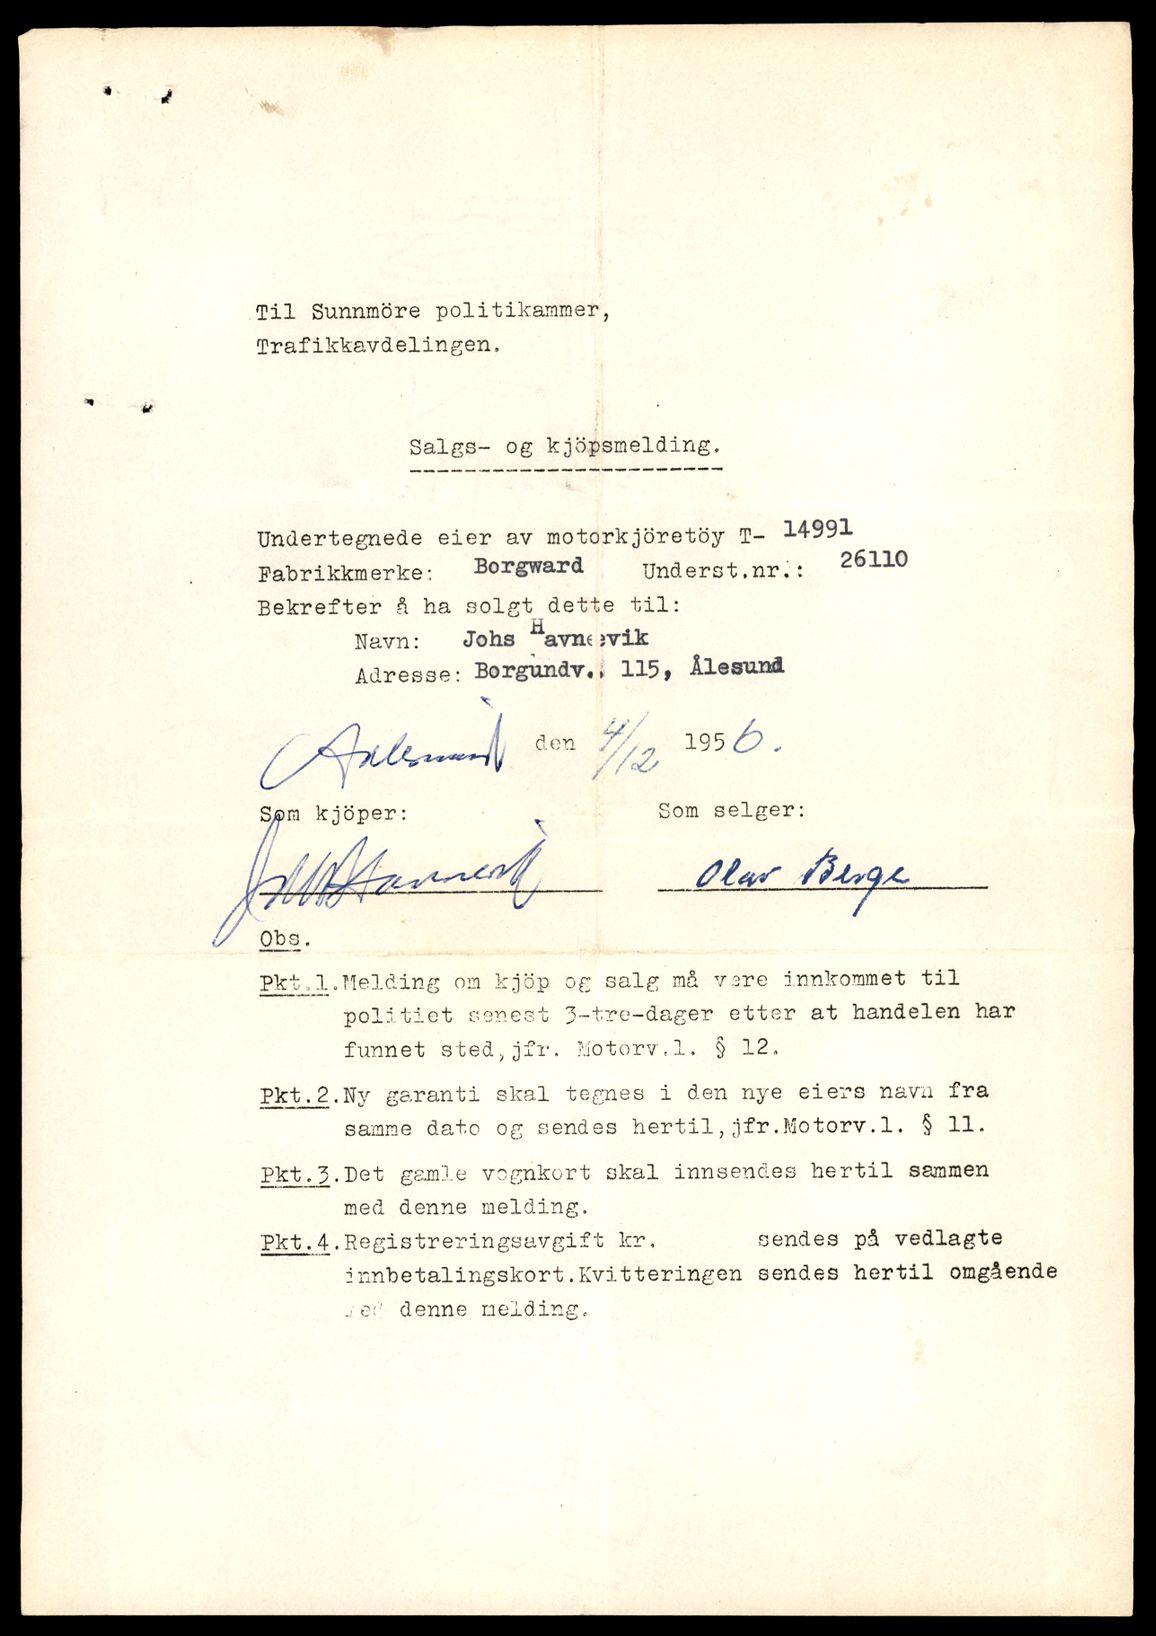 Til Sunnmöre politikammer,
Trafikkavdelingen.
Salgs- og kjöpsmelding.
Undertegnede eier av motorkjöretöy T- 14991
Fabrikkmerke: Borgward Underst.nr.: 26110
Bekrefter å ha solgt dette til:
Navn: Johs Havnevik
Adresse: Borgundv. 115, Ålesund
Aalesund den 4/12 1956.
Som kjöper: Som selger:
Olav Berge
Obs.
Pkt.1. Melding om kjöp og salg må være innkommet til
politiet senest 3-tre-dager etter at handelen har
funnet sted, jfr. Motorv.l. § 12.
Pkt.2. Ny garanti skal tegnes i den nye eiers navn fra
samme dato og sendes hertil, jfr. Motorv.l. § 11.
Pkt.3. Det gamle vognkort skal innsendes hertil sammen
med denne melding.
Pkt.4. Registreringsavgift kr. sendes på vedlagte
innbetalingskort. Kvitteringen sendes hertil omgående
med denne melding.